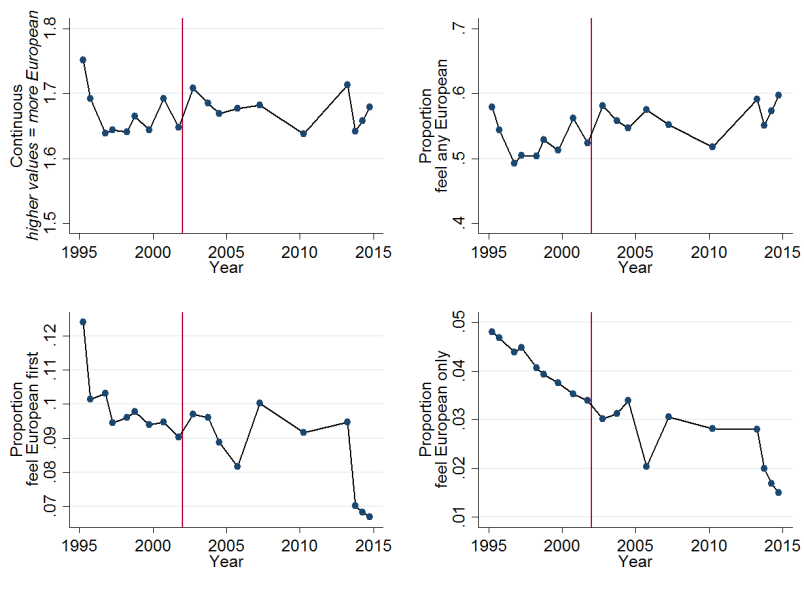 Continuous
higher values = more European
1.8
1.7
1.6
1.5
1995 2000 2005 2010 2015
Year
Proportion
feel any European
.7
.6
.5
.4
1995 2000 2005 2010 2015
Year
Proportion
feel European first
.12
.11
.1
.09
.08
.07
1995 2000 2005 2010 2015
Year
Proportion
feel European only
.05
.04
.03
.02
.01
1995 2000 2005 2010 2015
Year